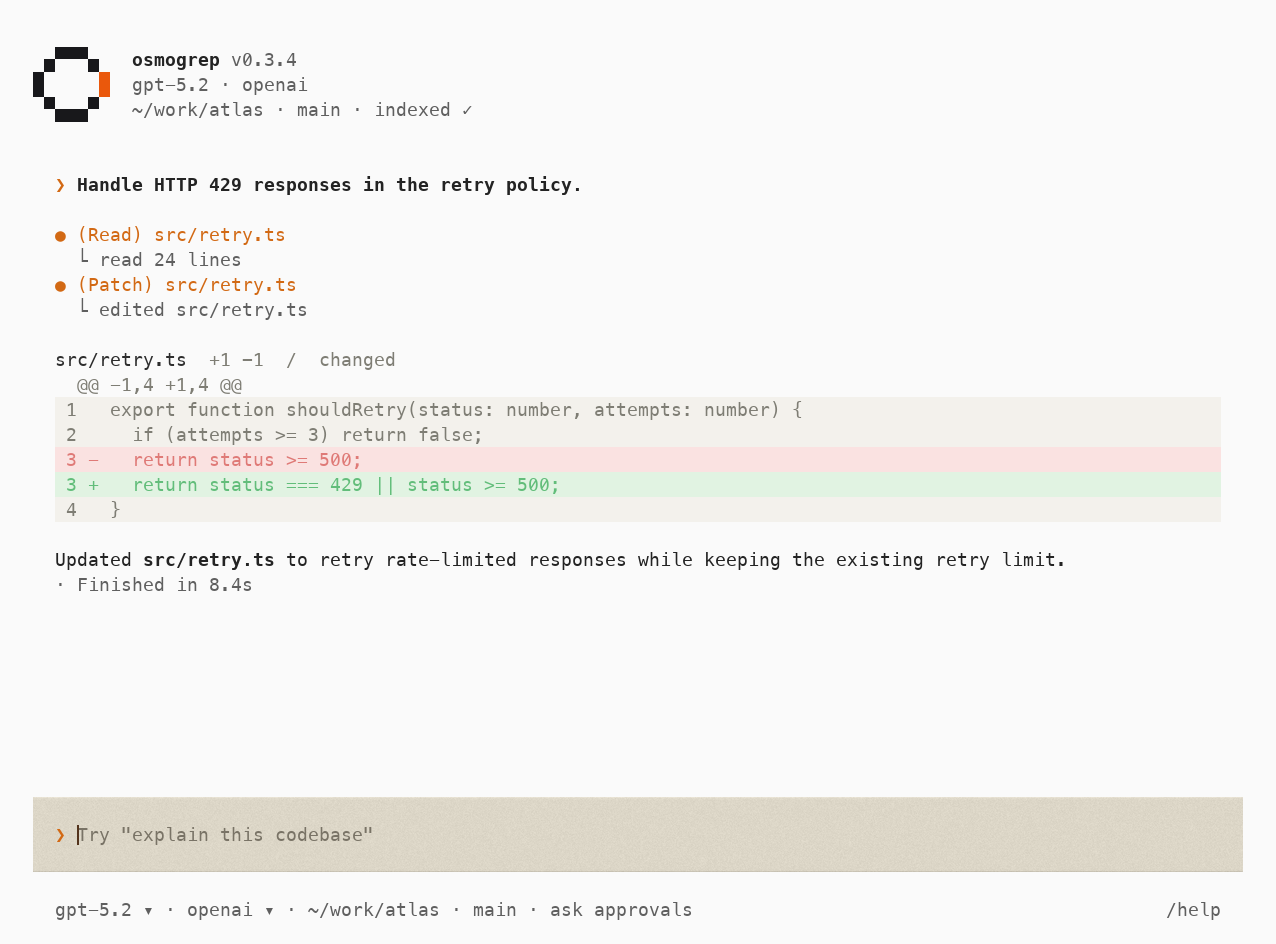 osmogrep v0.3.4
gpt-5.2 · openai
~/work/atlas · main · indexed ✓
❯ Handle HTTP 429 responses in the retry policy.
● (Read) src/retry.ts
└ read 24 lines
● (Patch) src/retry.ts
└ edited src/retry.ts
src/retry.ts  +1 −1  /  changed
@@ −1,4 +1,4 @@
1   export function shouldRetry(status: number, attempts: number) {
2     if (attempts >= 3) return false;
3 −   return status >= 500;
3 +   return status === 429 || status >= 500;
4   }
Updated src/retry.ts to retry rate-limited responses while keeping the existing retry limit.
· Finished in 8.4s
❯ Try "explain this codebase"
gpt-5.2 ▾ · openai ▾ · ~/work/atlas · main · ask approvals /help